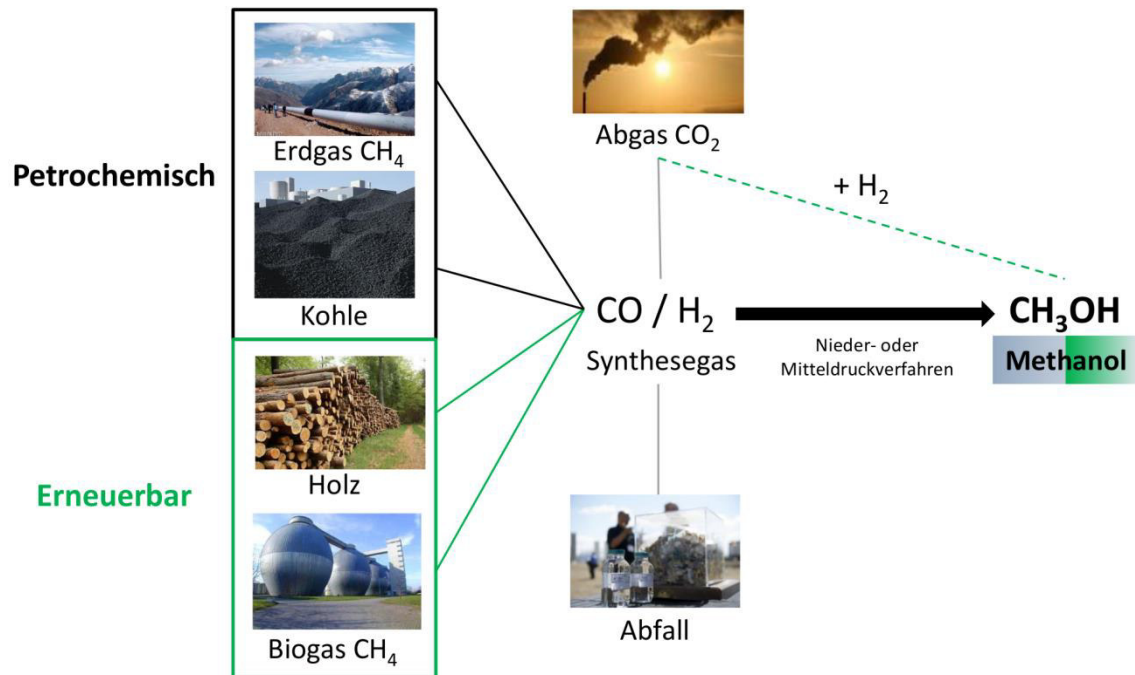 Petrochemisch
Erdgas CH₄
Kohle
Erneuerbar
Holz
Biogas CH₄
Abgas CO₂
+ H₂
CO / H₂
Synthesegas
Nieder- oder
Mitteldruckverfahren
CH₃OH
Methanol
Abfall